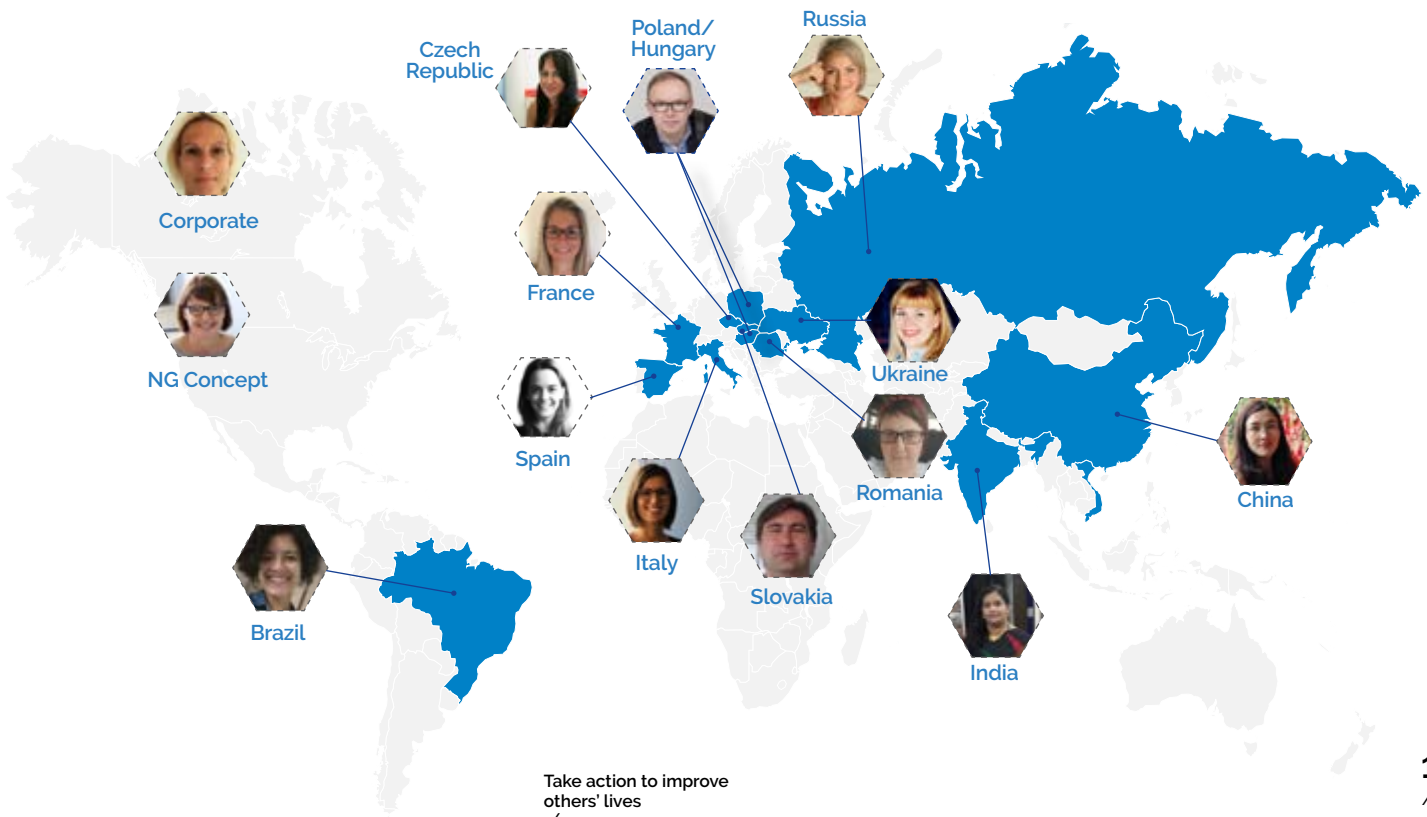 Russia
Poland/
Hungary
Czech
Republic
Corporate
France
NG Concept
Ukraine
Spain
Romania
China
Italy
Slovakia
Brazil
India
Take action to improve
others' lives